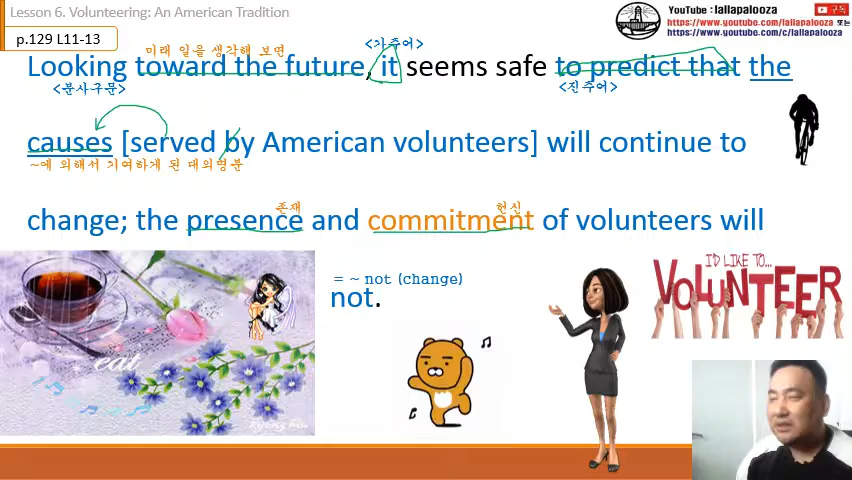 Lesson 6. Volunteering: An American Tradition
YouTube : lallapalooza
구독
https://www.youtube.com/lallapalooza 또는
https://www.youtube.com/c/lallapalooza
p.129 L11-13
미래 일을 생각해 보면
<가주어>
Looking toward the future, it seems safe to predict that the
<분사구문>
<진주어>
causes [served by American volunteers] will continue to
~에 의해서 기여하게 된 대의명분
존재
헌신
change; the presence and commitment of volunteers will
= ~ not (change)
not.
I'D LIKE TO...
VOLUNTEER
eat